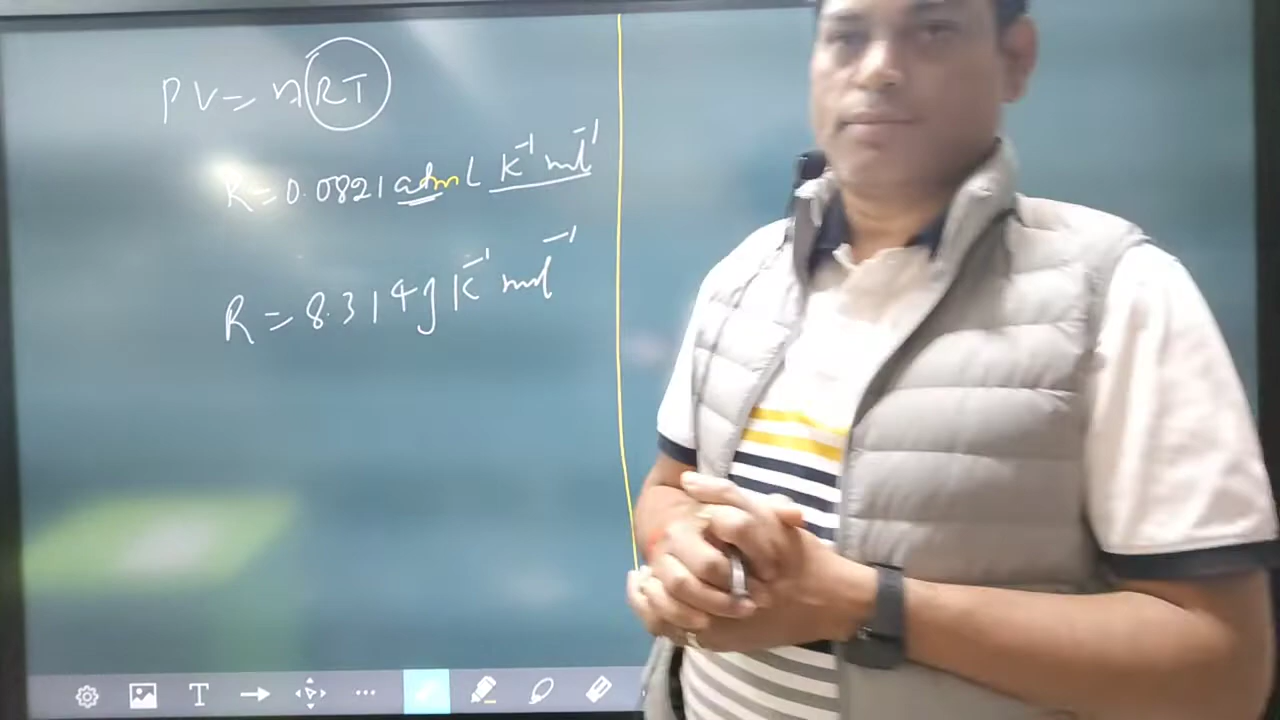 PV = nRT
R = 0.0821 atm L K⁻¹ mol⁻¹
R = 8.314 J K⁻¹ mol⁻¹
T